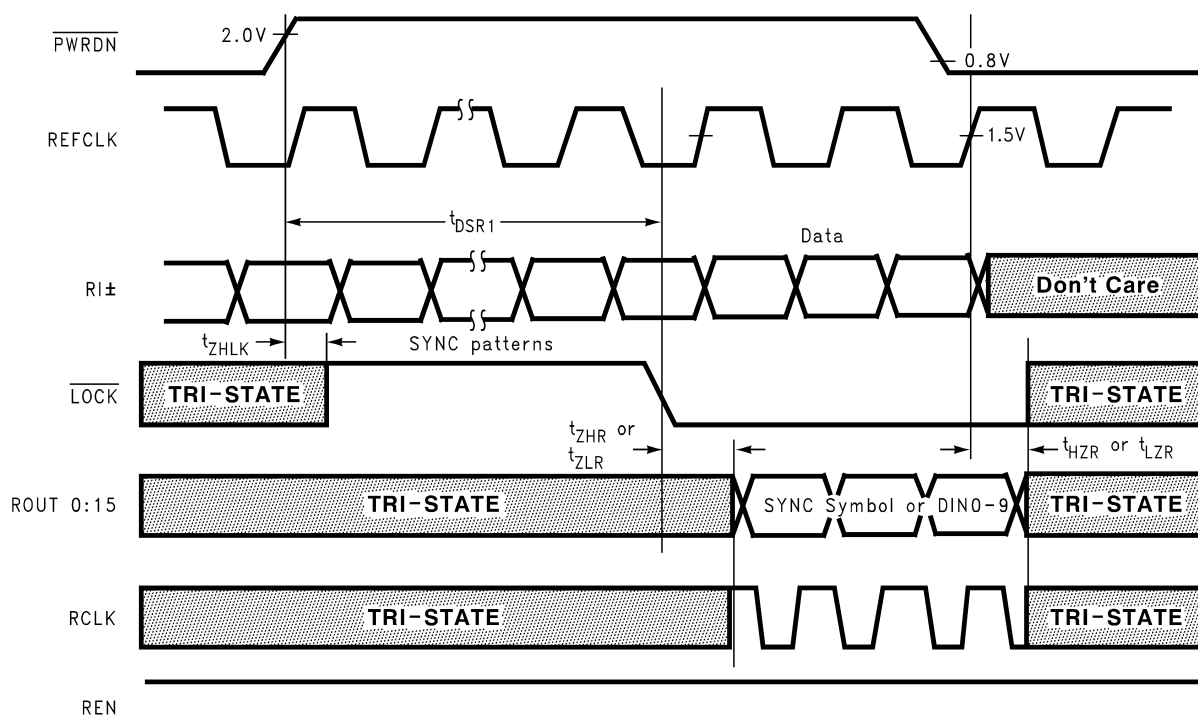 PWRDN
2.0V
0.8V
REFCLK
1.5V
tDSR1
Data
RI±
Don't Care
tZHLK
SYNC patterns
LOCK
TRI-STATE
TRI-STATE
tZHR or
tZLR
tHZR or tLZR
ROUT 0:15
TRI-STATE
SYNC Symbol or DIN0-9
TRI-STATE
RCLK
TRI-STATE
TRI-STATE
REN